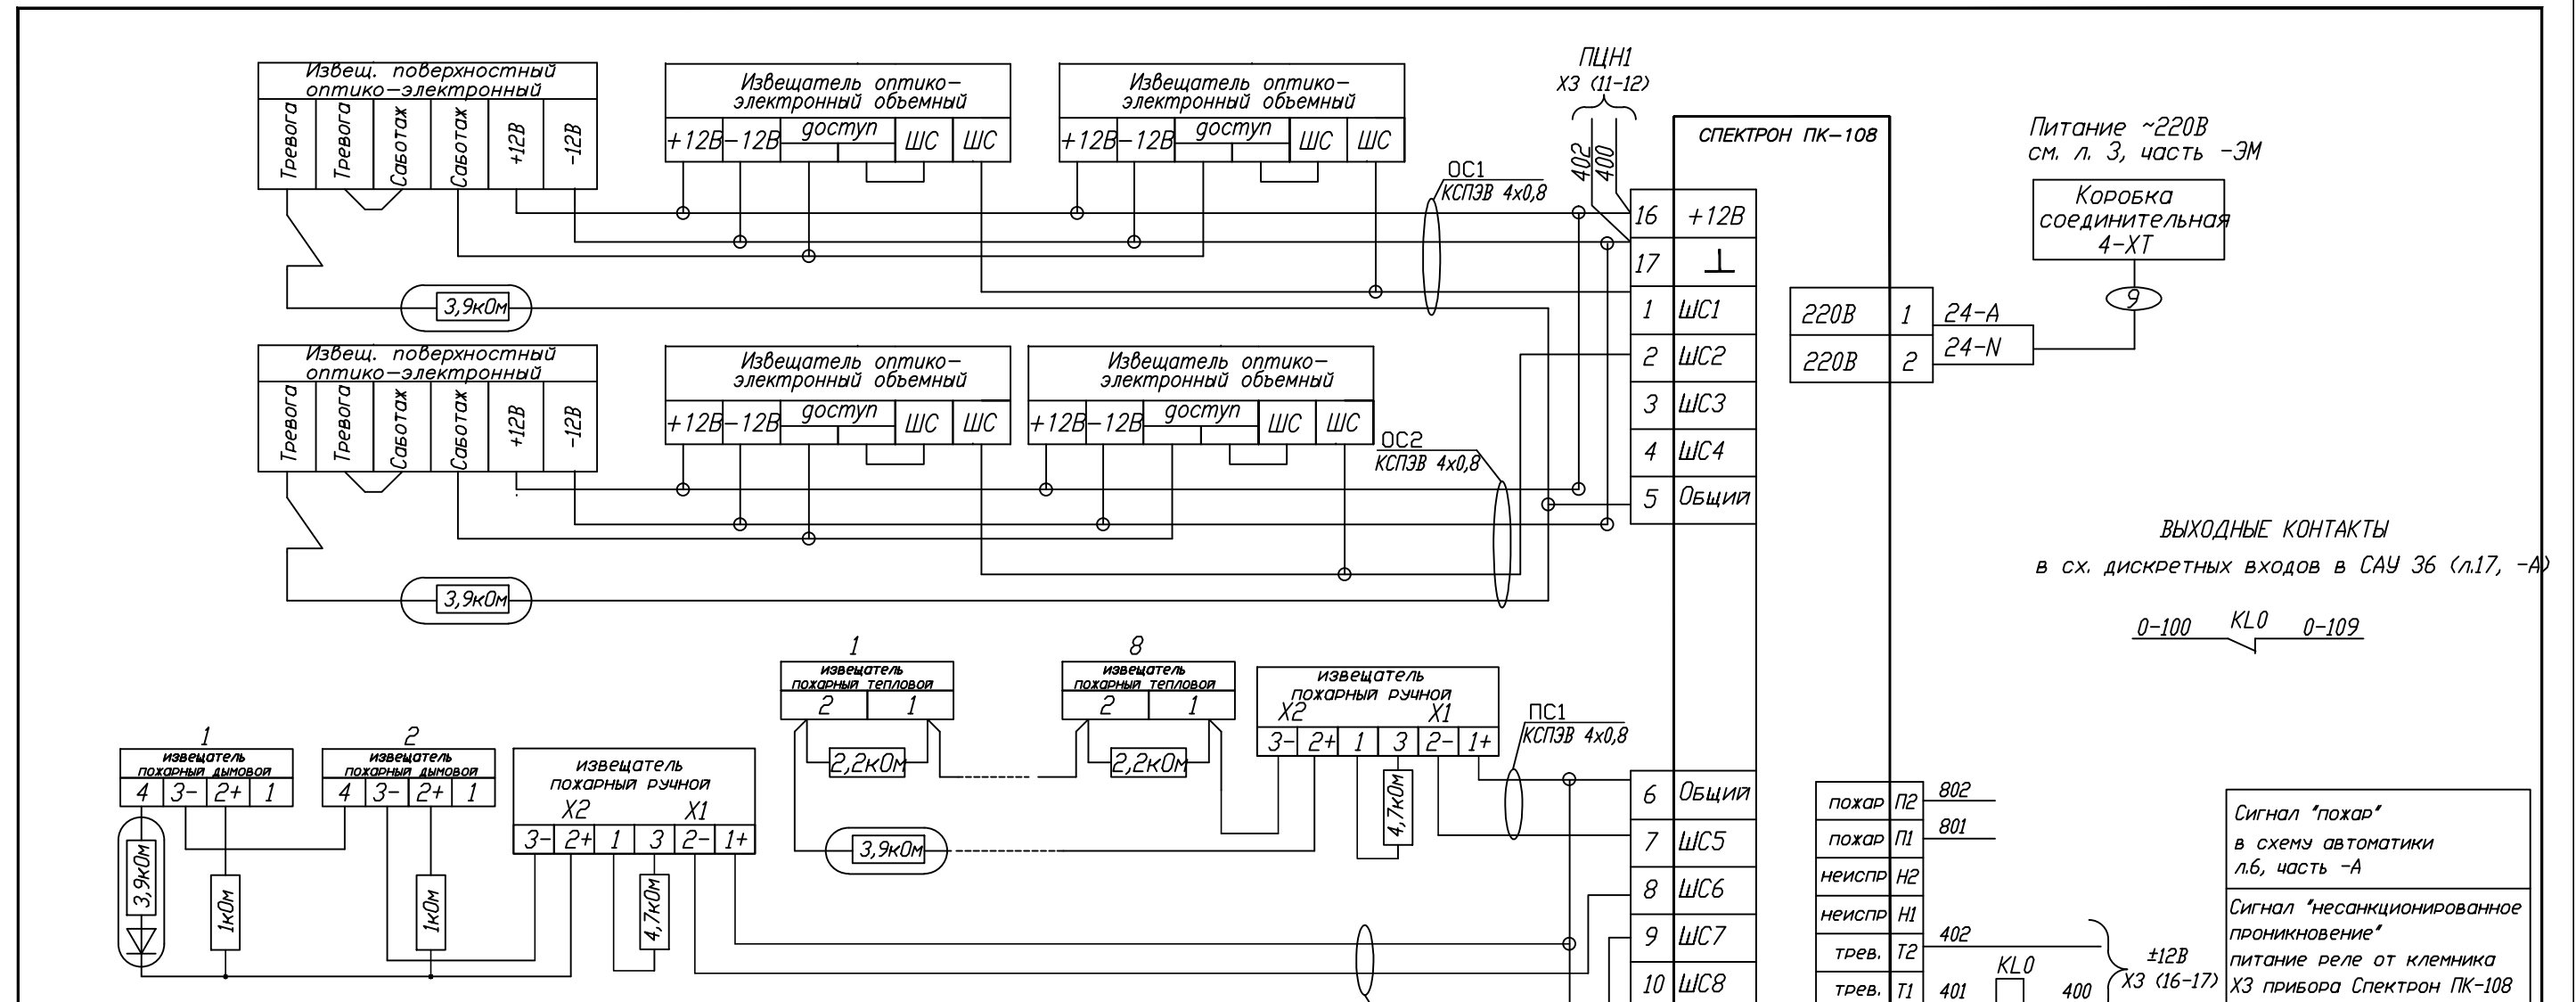 Извещ. поверхностный
оптико-электронный
Тревога Тревога Саботаж Саботаж +12В -12В
Извещатель оптико-
электронный объемный
+12В -12В доступ ШС ШС
Извещатель оптико-
электронный объемный
+12В -12В доступ ШС ШС
ОС1
КСПЭВ 4х0,8
ПЦН1
Х3 (11-12)
402 400
3,9кОм
СПЕКТРОН ПК-108
16 +12В
17 ⊥
1 ШС1
2 ШС2
3 ШС3
4 ШС4
5 Общий
Питание ~220В
см. л. 3, часть -ЭМ
Коробка
соединительная
4-ХТ
9
220В 1 24-А
220В 2 24-N
Извещ. поверхностный
оптико-электронный
Тревога Тревога Саботаж Саботаж +12В -12В
Извещатель оптико-
электронный объемный
+12В -12В доступ ШС ШС
Извещатель оптико-
электронный объемный
+12В -12В доступ ШС ШС
ОС2
КСПЭВ 4х0,8
3,9кОм
ВЫХОДНЫЕ КОНТАКТЫ
в сх. дискретных входов в САУ 36 (л.17, -А)
0-100 KL0 0-109
1
извещатель
пожарный тепловой
2 1
2,2кОм
8
извещатель
пожарный тепловой
2 1
2,2кОм
3,9кОм
извещатель
пожарный ручной
Х2 Х1
3- 2+ 1 3 2- 1+
4,7кОм
ПС1
КСПЭВ 4х0,8
1
извещатель
пожарный дымовой
4 3- 2+ 1
3,9кОм
1кОм
2
извещатель
пожарный дымовой
4 3- 2+ 1
1кОм
извещатель
пожарный ручной
Х2 Х1
3- 2+ 1 3 2- 1+
4,7кОм
6 Общий
7 ШС5
8 ШС6
9 ШС7
10 ШС8
пожар П2 802
пожар П1 801
неиспр Н2
неиспр Н1
трев. Т2 402
трев. Т1 401 KL0 400
±12В
Х3 (16-17)
Сигнал "пожар"
в схему автоматики
л.6, часть -А
Сигнал "несанкционированное
проникновение"
питание реле от клемника
Х3 прибора Спектрон ПК-108